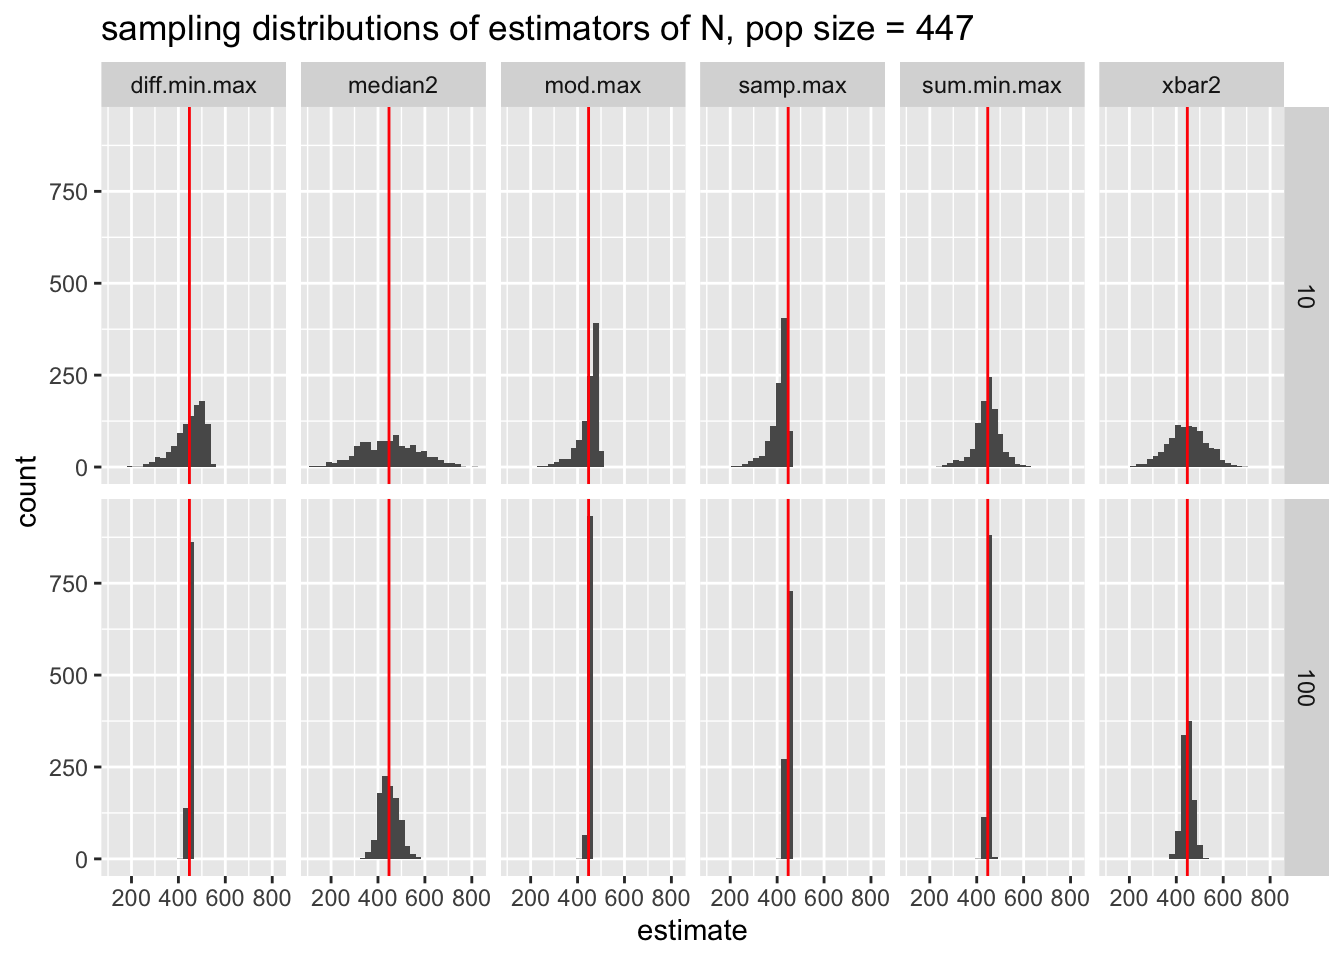 sampling distributions of estimators of N, pop size = 447
diff.min.max median2 mod.max samp.max sum.min.max xbar2
750
500
250
0
10
750
500
250
0
100
count
200 400 600 800 200 400 600 800 200 400 600 800 200 400 600 800 200 400 600 800 200 400 600 800
estimate